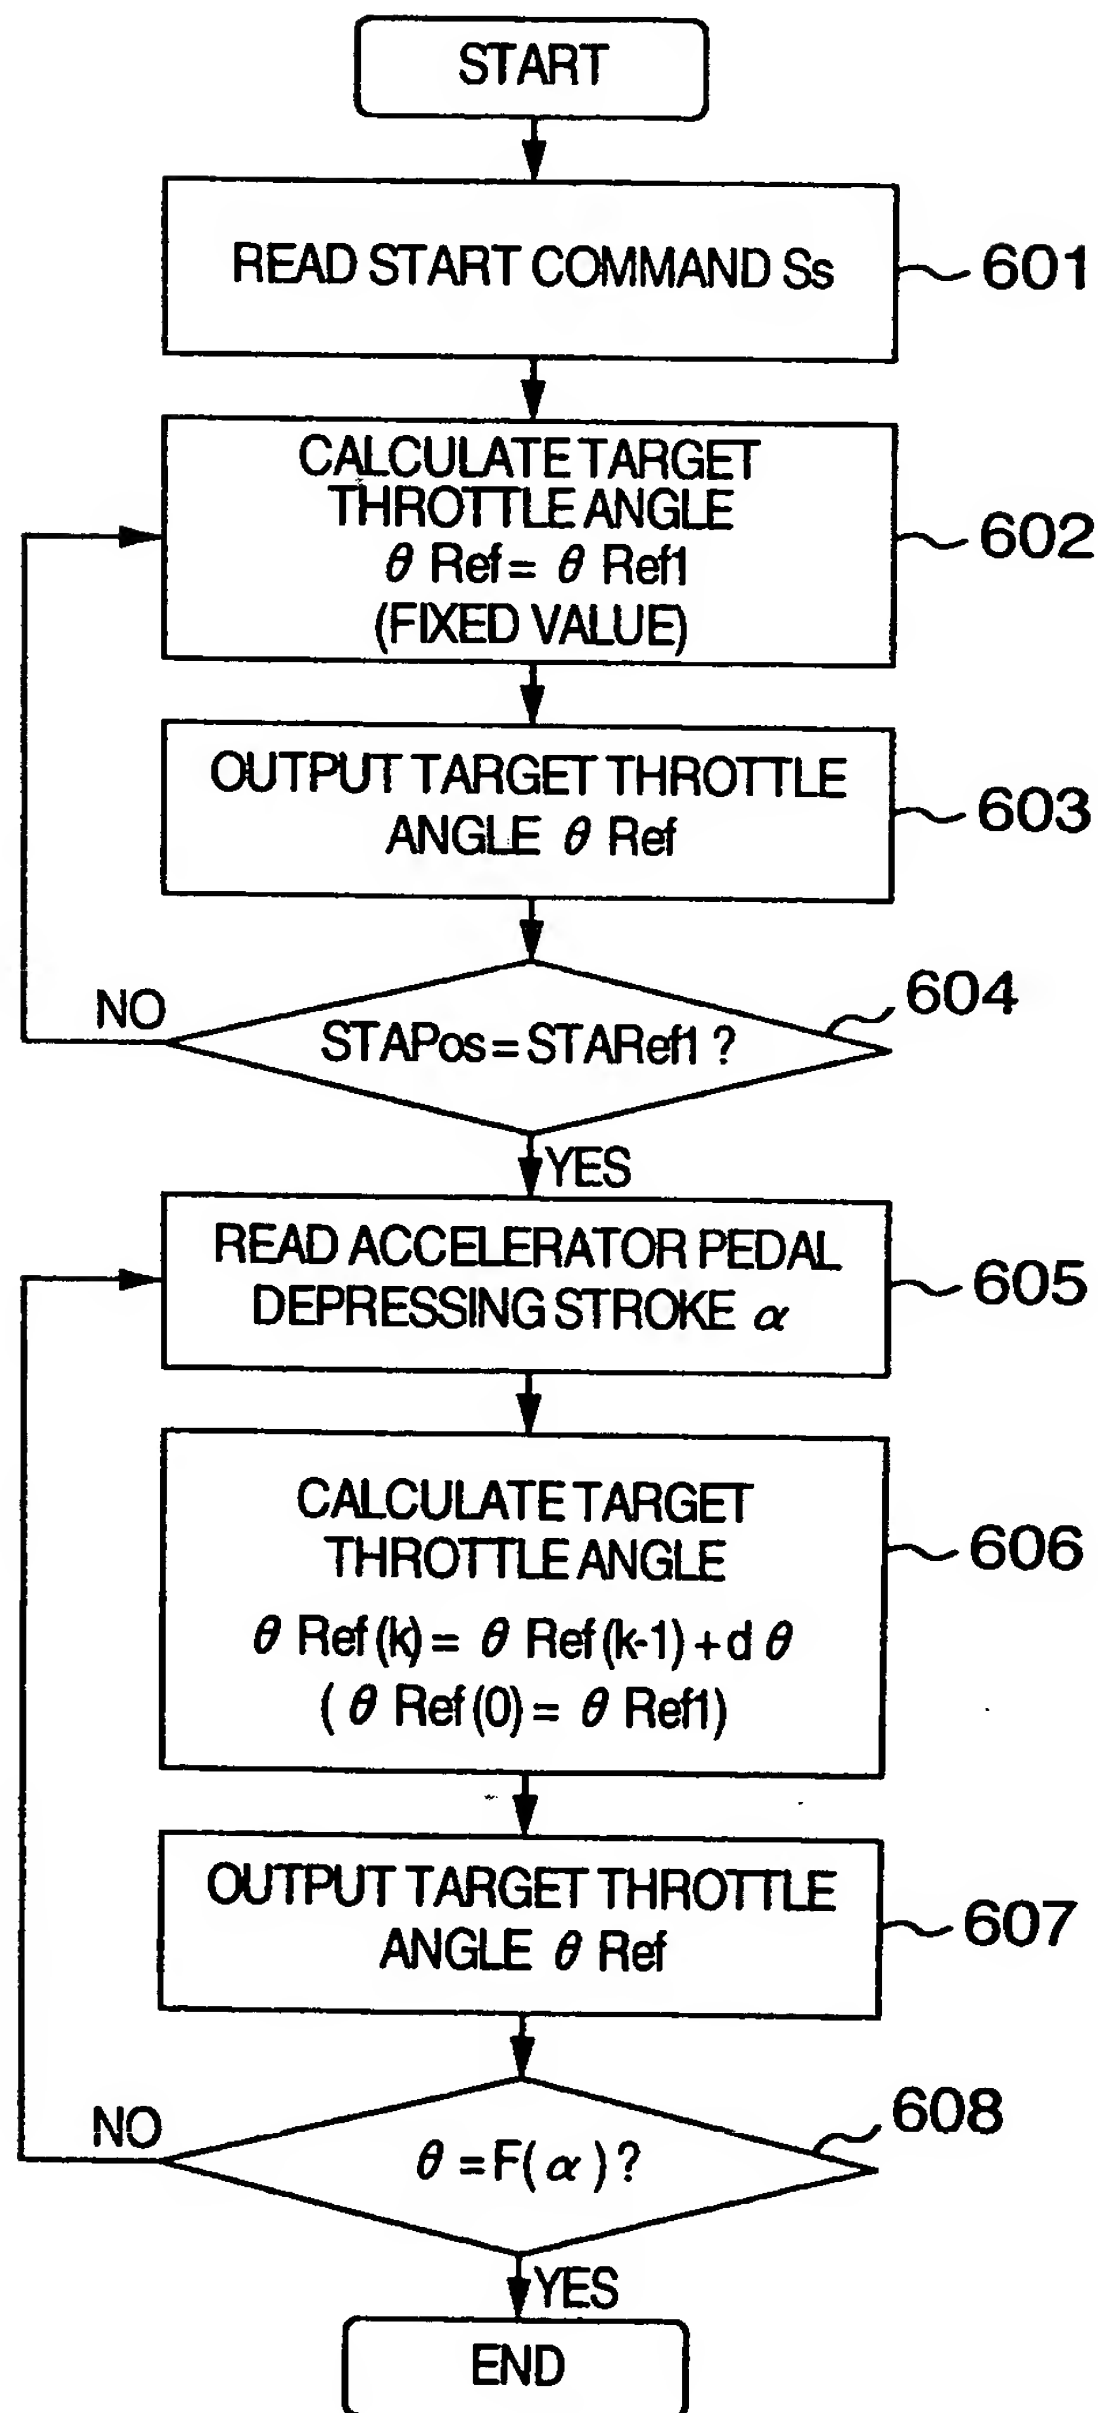 START
READ START COMMAND Ss
601
CALCULATE TARGET
THROTTLE ANGLE
θ Ref = θ Ref1
(FIXED VALUE)
602
OUTPUT TARGET THROTTLE
ANGLE θ Ref
603
604
NO
STAPos = STARef1 ?
YES
READ ACCELERATOR PEDAL
DEPRESSING STROKE α
605
CALCULATE TARGET
THROTTLE ANGLE
θ Ref (k) = θ Ref (k-1) + d θ
( θ Ref (0) = θ Ref1)
606
OUTPUT TARGET THROTTLE
ANGLE θ Ref
607
608
NO
θ = F( α ) ?
YES
END